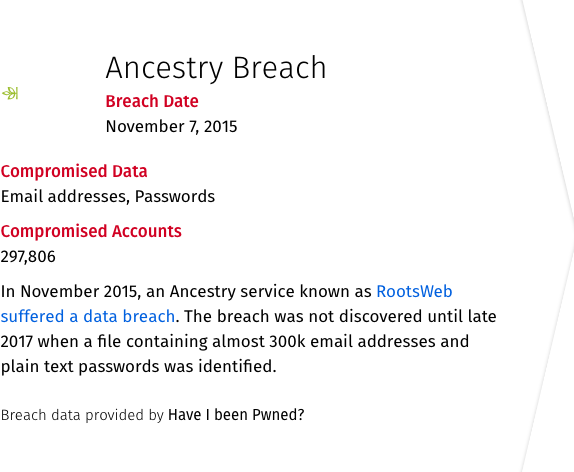 Ancestry Breach
Breach Date
November 7, 2015
Compromised Data
Email addresses, Passwords
Compromised Accounts
297,806
In November 2015, an Ancestry service known as RootsWeb
suffered a data breach. The breach was not discovered until late
2017 when a file containing almost 300k email addresses and
plain text passwords was identified.
Breach data provided by Have I been Pwned?